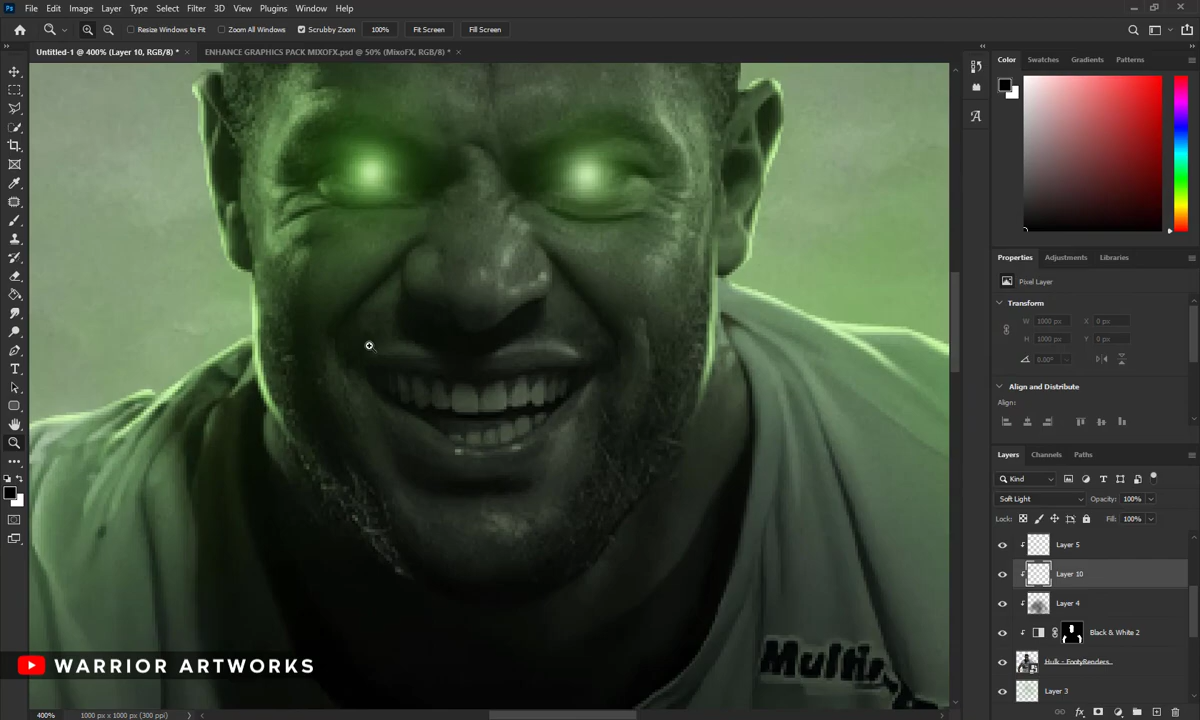 Ps File Edit Image Layer Type Select Filter 3D View Plugins Window Help
Resize Windows to Fit Zoom All Windows Scrubby Zoom 100% Fit Screen Fill Screen
Untitled-1 @ 400% (Layer 10, RGB/8) * × ENHANCE GRAPHICS PACK MIXOFX.psd @ 50% (MixoFX, RGB/8) * ×
Color Swatches Gradients Patterns
Properties Adjustments Libraries
Pixel Layer
Transform
W 1000 px X 0 px
H 1000 px Y 0 px
0.00°
Align and Distribute
Align:
Layers Channels Paths
Kind
Soft Light Opacity: 100%
Lock: Fill: 100%
Layer 5
Layer 10
Layer 4
Black & White 2
Hulk - FootyRenders
Layer 3
WARRIOR ARTWORKS
400% 1000 px x 1000 px (300 ppi)